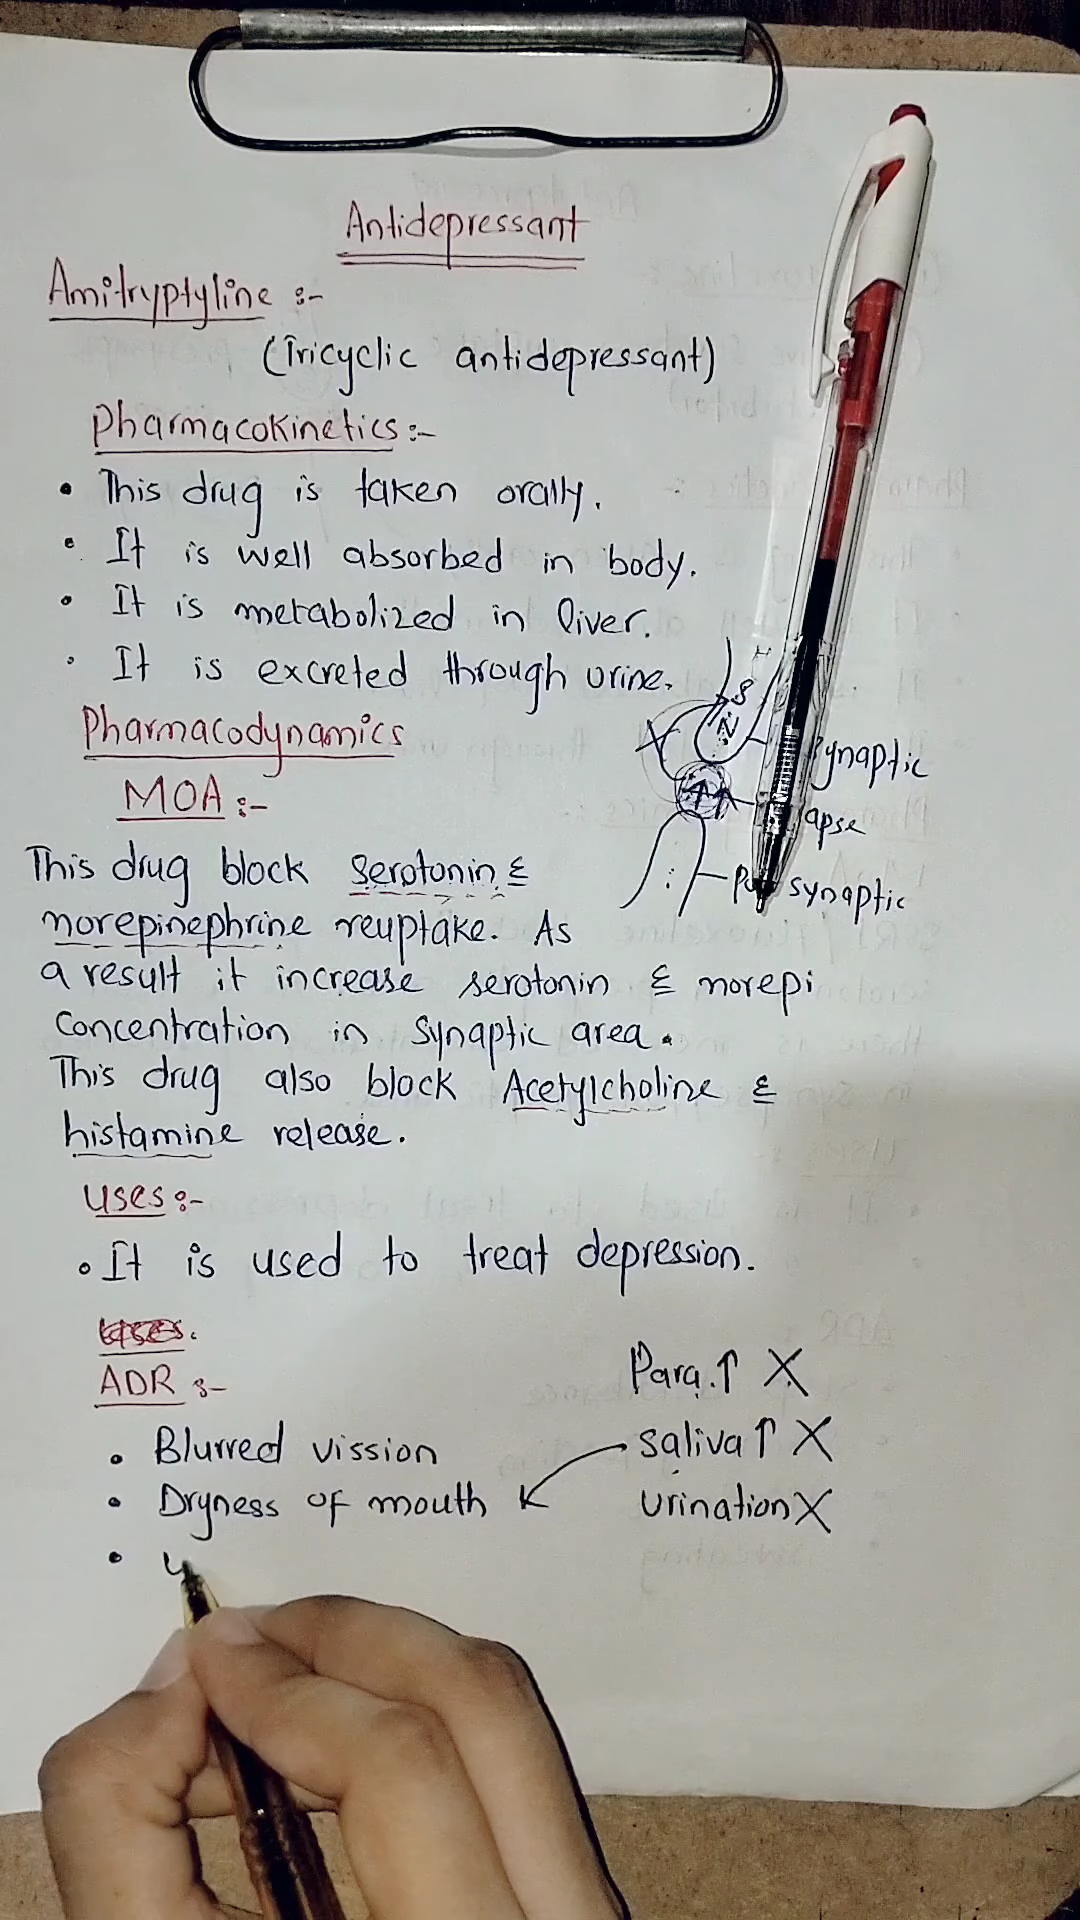 Antidepressant
Amitryptyline :-
(Tricyclic antidepressant)
Pharmacokinetics :-
• This drug is taken orally.
• It is well absorbed in body.
• It is metabolized in liver.
• It is excreted through urine.
Pharmacodynamics
MOA :-
synaptic
apse
synaptic
This drug block serotonin &
norepinephrine reuptake. As
a result it increase serotonin & norepi
concentration in synaptic area.
This drug also block Acetylcholine &
histamine release.
Uses :-
• It is used to treat depression.
ADR :-
• Blurred vission
• Dryness of mouth
• u
Para.↑ X
saliva↑ X
urination X